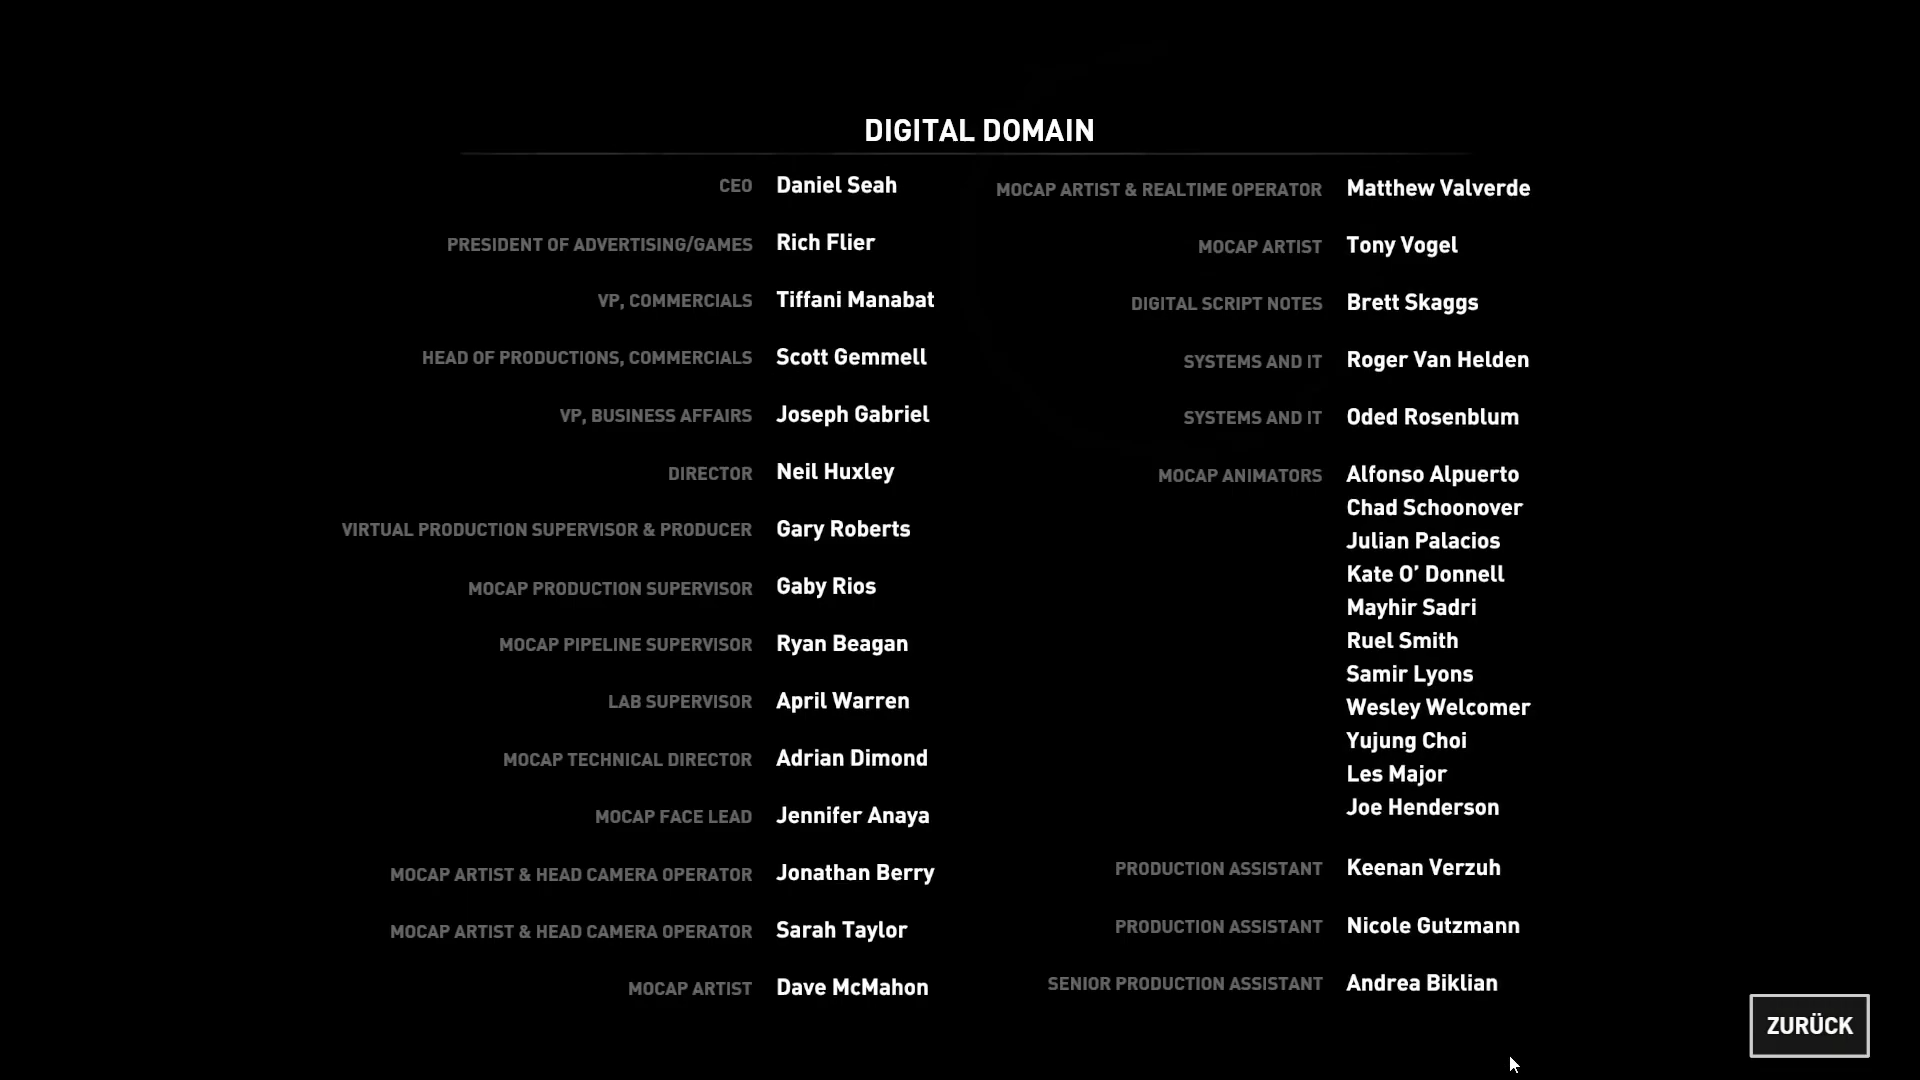 DIGITAL DOMAIN
CEO Daniel Seah
PRESIDENT OF ADVERTISING/GAMES Rich Flier
VP, COMMERCIALS Tiffani Manabat
HEAD OF PRODUCTIONS, COMMERCIALS Scott Gemmell
VP, BUSINESS AFFAIRS Joseph Gabriel
DIRECTOR Neil Huxley
VIRTUAL PRODUCTION SUPERVISOR & PRODUCER Gary Roberts
MOCAP PRODUCTION SUPERVISOR Gaby Rios
MOCAP PIPELINE SUPERVISOR Ryan Beagan
LAB SUPERVISOR April Warren
MOCAP TECHNICAL DIRECTOR Adrian Dimond
MOCAP FACE LEAD Jennifer Anaya
MOCAP ARTIST & HEAD CAMERA OPERATOR Jonathan Berry
MOCAP ARTIST & HEAD CAMERA OPERATOR Sarah Taylor
MOCAP ARTIST Dave McMahon
MOCAP ARTIST & REALTIME OPERATOR Matthew Valverde
MOCAP ARTIST Tony Vogel
DIGITAL SCRIPT NOTES Brett Skaggs
SYSTEMS AND IT Roger Van Helden
SYSTEMS AND IT Oded Rosenblum
MOCAP ANIMATORS Alfonso Alpuerto
Chad Schoonover
Julian Palacios
Kate O’ Donnell
Mayhir Sadri
Ruel Smith
Samir Lyons
Wesley Welcomer
Yujung Choi
Les Major
Joe Henderson
PRODUCTION ASSISTANT Keenan Verzuh
PRODUCTION ASSISTANT Nicole Gutzmann
SENIOR PRODUCTION ASSISTANT Andrea Biklian
ZURÜCK